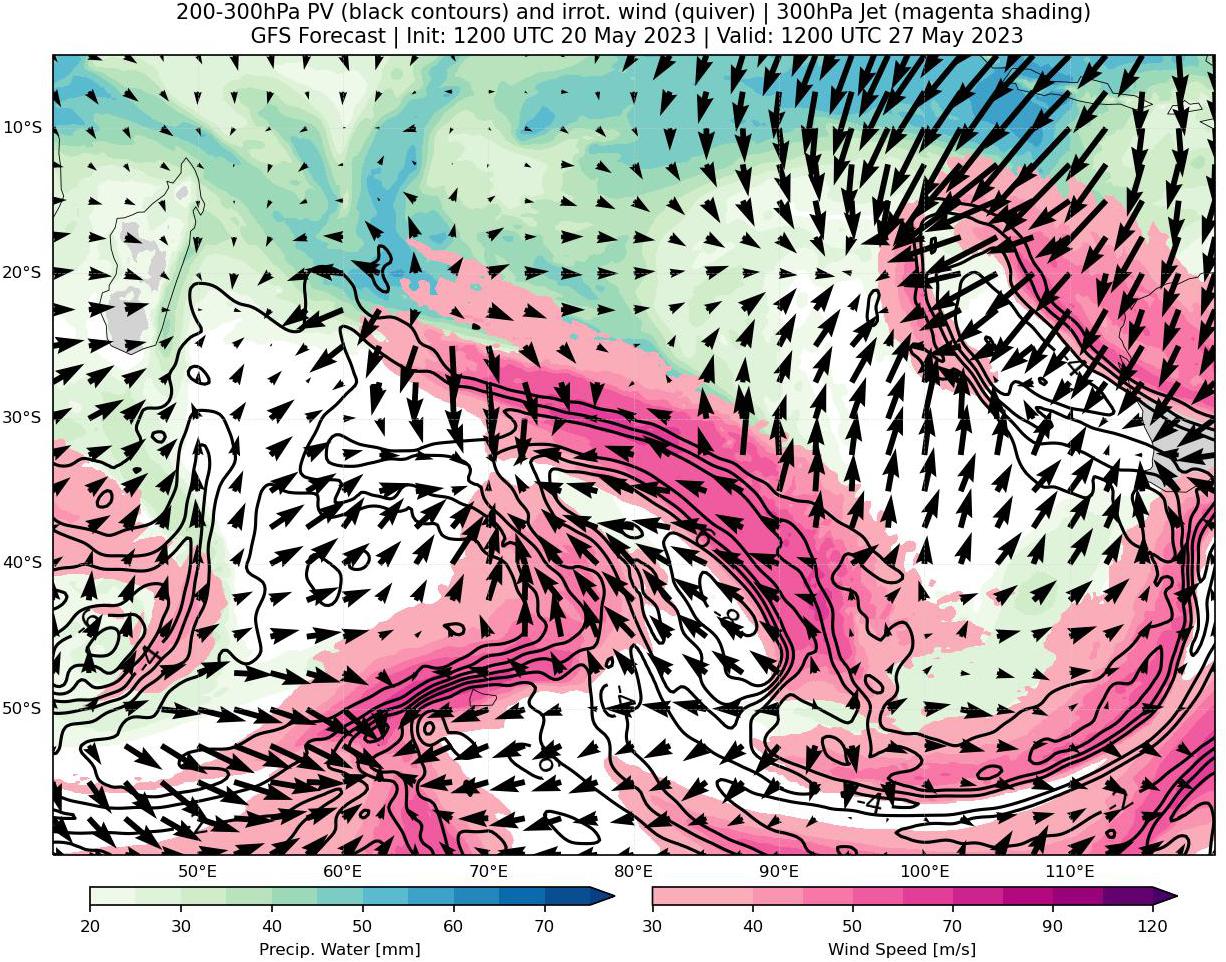 200-300hPa PV (black contours) and irrot. wind (quiver) | 300hPa Jet (magenta shading)
GFS Forecast | Init: 1200 UTC 20 May 2023 | Valid: 1200 UTC 27 May 2023
10°S
20°S
30°S
40°S
50°S
-4
-4
50°E
60°E
70°E
80°E
90°E
100°E
110°E
20
30
40
50
60
70
30
40
50
70
90
120
Precip. Water [mm]
Wind Speed [m/s]